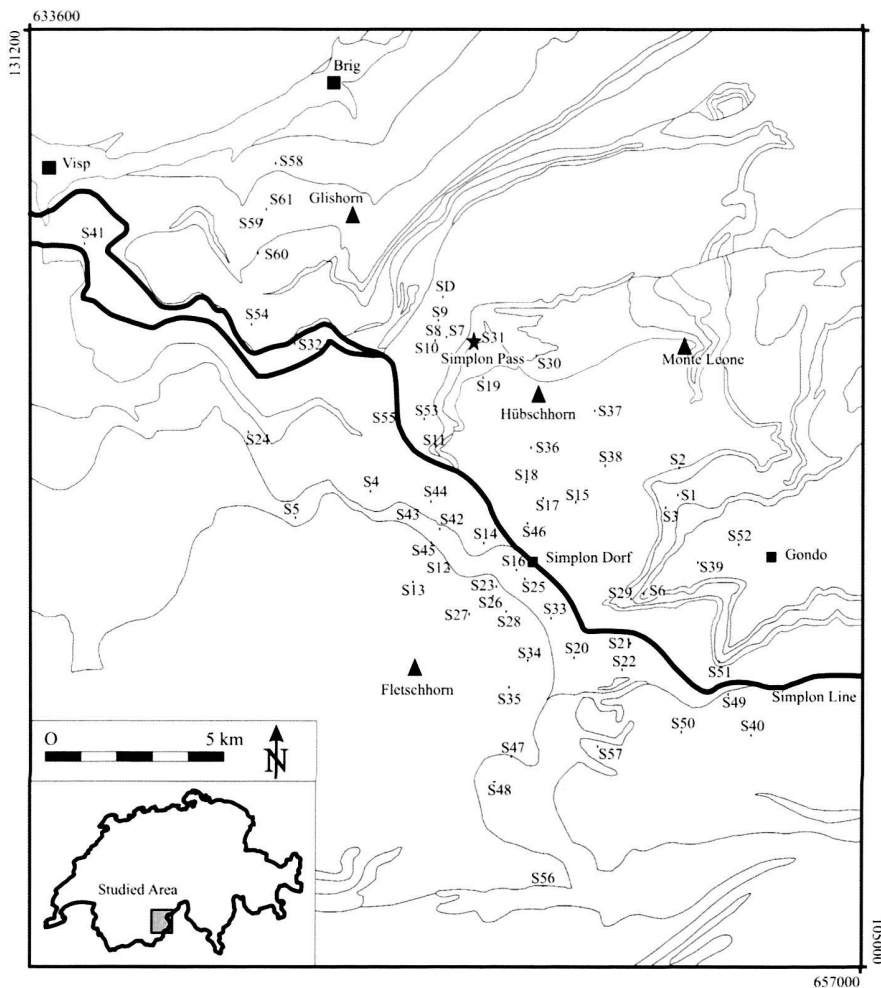 633600
131200
Brig
Visp
S58
S61
Glishorn
S59
S41
S60
SD
S9
S54
S8
S7
S31
S32
S10
Simplon Pass
S30
Monte Leone
S19
Hübschhorn
S37
S53
S55
S11
S24
S36
S38
S2
S18
S4
S44
S17
S15
S1
S5
S43
S42
S46
S3
S14
S52
S45
S16
Simplon Dorf
Gondo
S12
S39
S13
S23
S25
S26
S29
S6
S27
S28
S33
S34
S20
S21
S22
S51
Fletschhorn
S35
S49
Simplon Line
S50
S40
O
5 km
N
S47
S57
S48
Studied Area
S56
105000
657000